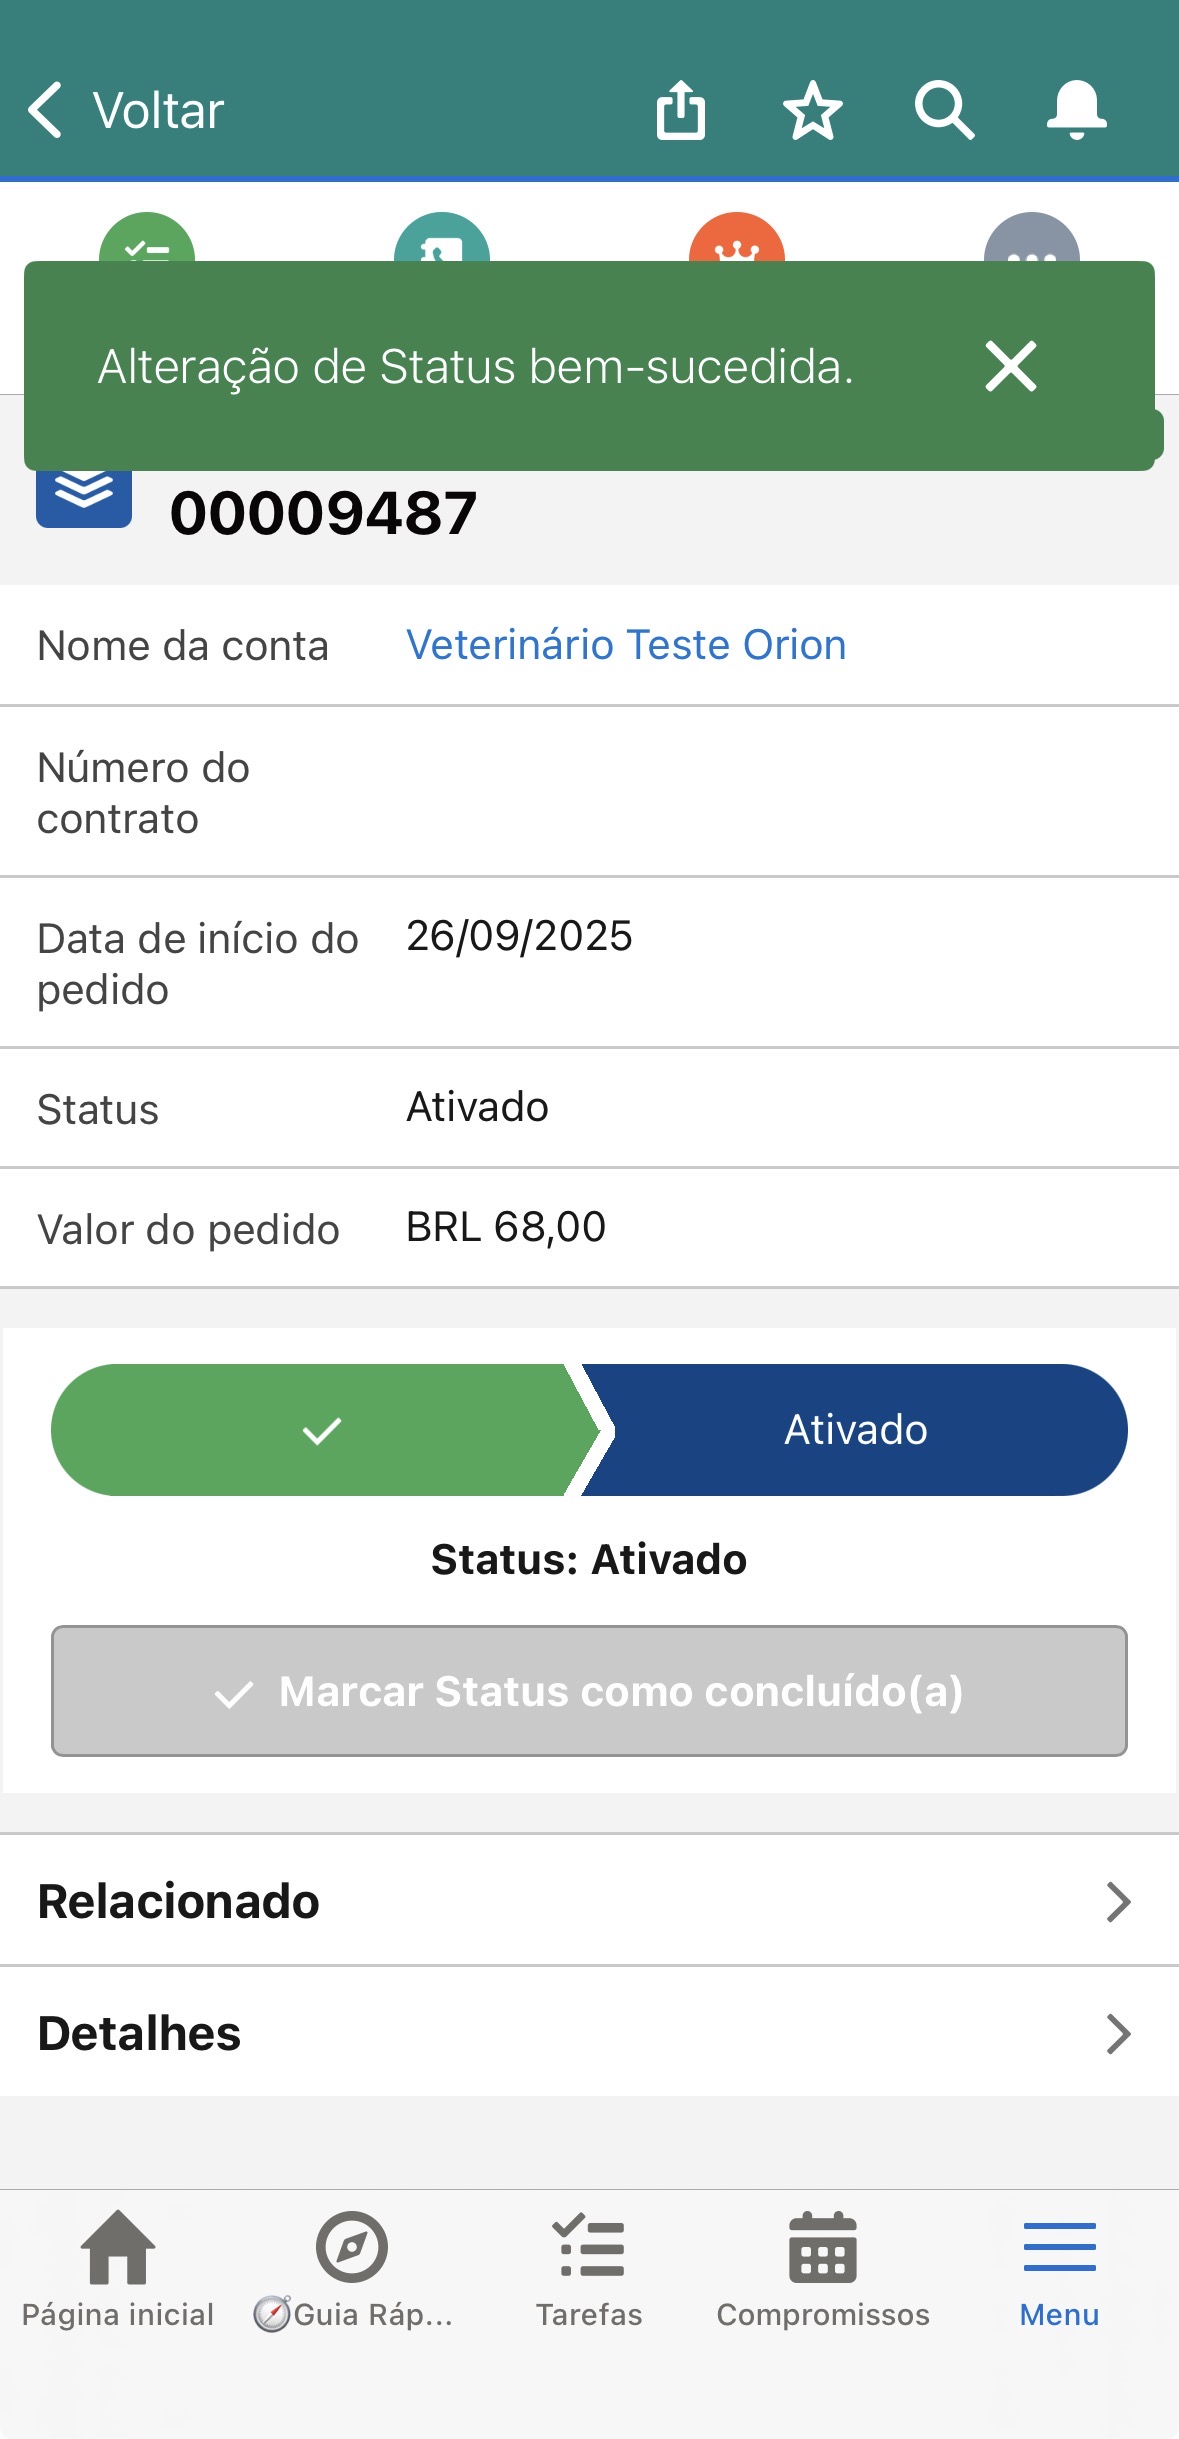 Voltar
Alteração de Status bem-sucedida.
00009487
Nome da conta
Veterinário Teste Orion
Número do
contrato
Data de início do
pedido
26/09/2025
Status
Ativado
Valor do pedido
BRL 68,00
Ativado
Status: Ativado
Marcar Status como concluído(a)
Relacionado
Detalhes
Página inicial
Guia Ráp...
Tarefas
Compromissos
Menu